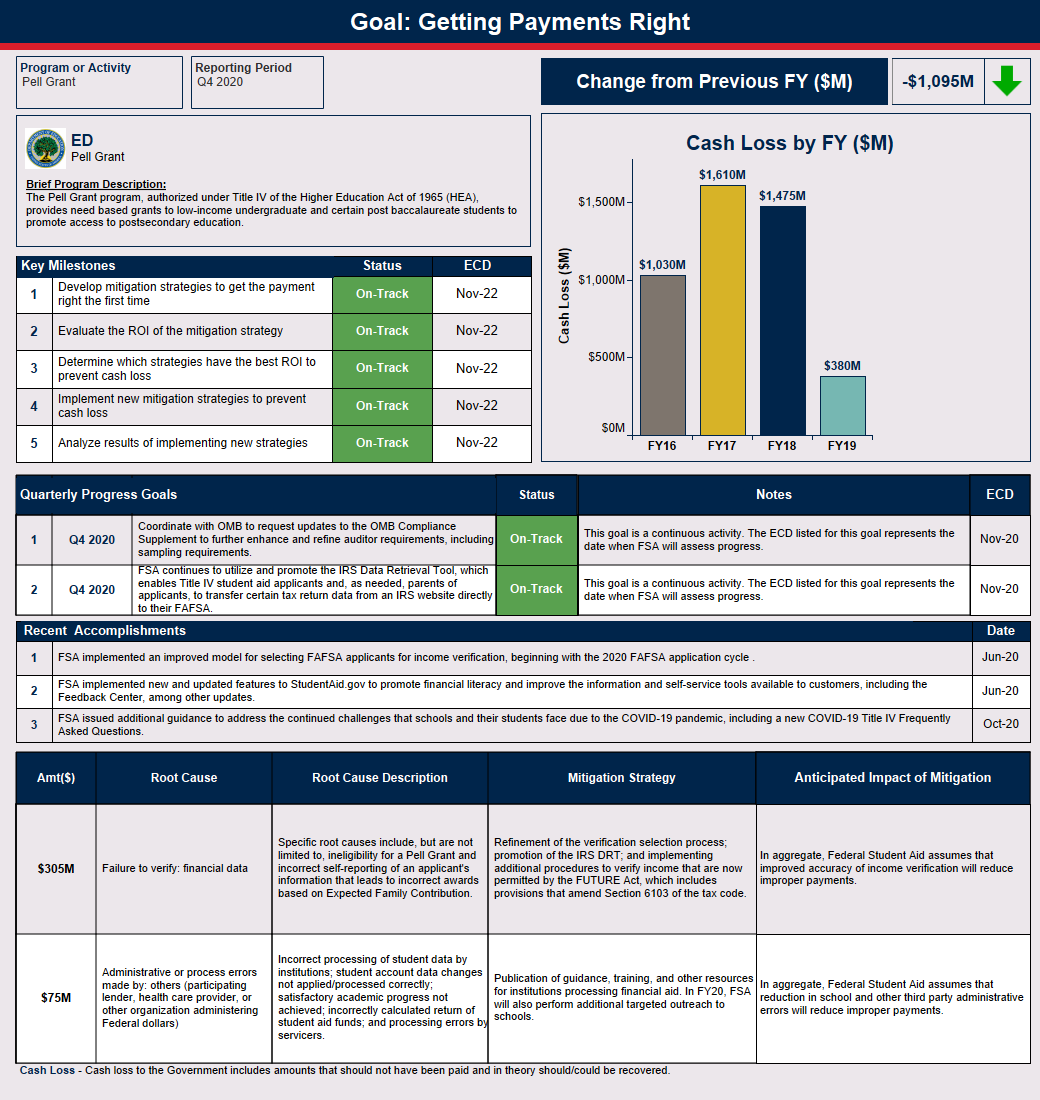 Goal: Getting Payments Right
Program or Activity
Pell Grant
Reporting Period
Q4 2020
Change from Previous FY ($M)
-$1,095M
ED
Pell Grant
Brief Program Description:
The Pell Grant program, authorized under Title IV of the Higher Education Act of 1965 (HEA),
provides need based grants to low-income undergraduate and certain post baccalaureate students to
promote access to postsecondary education.
Key Milestones Status ECD
1 Develop mitigation strategies to get the payment
right the first time On-Track Nov-22
2 Evaluate the ROI of the mitigation strategy On-Track Nov-22
3 Determine which strategies have the best ROI to
prevent cash loss On-Track Nov-22
4 Implement new mitigation strategies to prevent
cash loss On-Track Nov-22
5 Analyze results of implementing new strategies On-Track Nov-22
Cash Loss by FY ($M)
Cash Loss ($M)
$1,500M
$1,000M
$500M
$0M
$1,030M
$1,610M
$1,475M
$380M
FY16 FY17 FY18 FY19
Quarterly Progress Goals Status Notes ECD
1 Q4 2020
Coordinate with OMB to request updates to the OMB Compliance
Supplement to further enhance and refine auditor requirements, including
sampling requirements.
On-Track
This goal is a continuous activity. The ECD listed for this goal represents the
date when FSA will assess progress.
Nov-20
2 Q4 2020
FSA continues to utilize and promote the IRS Data Retrieval Tool, which
enables Title IV student aid applicants and, as needed, parents of
applicants, to transfer certain tax return data from an IRS website directly
to their FAFSA.
On-Track
This goal is a continuous activity. The ECD listed for this goal represents the
date when FSA will assess progress.
Nov-20
Recent Accomplishments Date
1 FSA implemented an improved model for selecting FAFSA applicants for income verification, beginning with the 2020 FAFSA application cycle . Jun-20
2 FSA implemented new and updated features to StudentAid.gov to promote financial literacy and improve the information and self-service tools available to customers, including the
Feedback Center, among other updates. Jun-20
3 FSA issued additional guidance to address the continued challenges that schools and their students face due to the COVID-19 pandemic, including a new COVID-19 Title IV Frequently
Asked Questions. Oct-20
Amt($) Root Cause Root Cause Description Mitigation Strategy Anticipated Impact of Mitigation
$305M
Failure to verify: financial data
Specific root causes include, but are not
limited to, ineligibility for a Pell Grant and
incorrect self-reporting of an applicant's
information that leads to incorrect awards
based on Expected Family Contribution.
Refinement of the verification selection process;
promotion of the IRS DRT; and implementing
additional procedures to verify income that are now
permitted by the FUTURE Act, which includes
provisions that amend Section 6103 of the tax code.
In aggregate, Federal Student Aid assumes that
improved accuracy of income verification will reduce
improper payments.
$75M
Administrative or process errors
made by: others (participating
lender, health care provider, or
other organization administering
Federal dollars)
Incorrect processing of student data by
institutions; student account data changes
not applied/processed correctly;
satisfactory academic progress not
achieved; incorrectly calculated return of
student aid funds; and processing errors by
servicers.
Publication of guidance, training, and other resources
for institutions processing financial aid. In FY20, FSA
will also perform additional targeted outreach to
schools.
In aggregate, Federal Student Aid assumes that
reduction in school and other third party administrative
errors will reduce improper payments.
Cash Loss - Cash loss to the Government includes amounts that should not have been paid and in theory should/could be recovered.